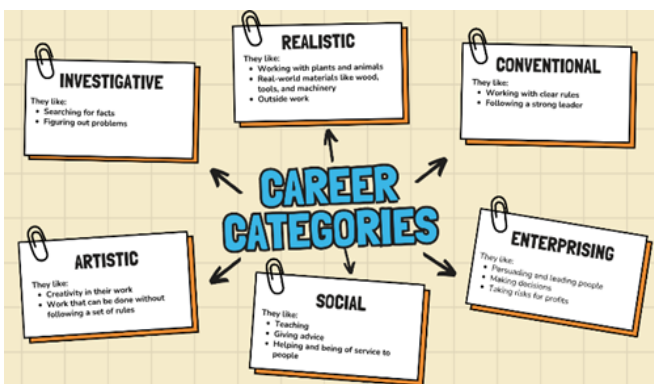 REALISTIC
They like:
• Working with plants and animals
• Real-world materials like wood,
tools, and machinery
• Outside work
INVESTIGATIVE
They like:
• Searching for facts
• Figuring out problems
CONVENTIONAL
They like:
• Working with clear rules
• Following a strong leader
CAREER
CATEGORIES
ARTISTIC
They like:
• Creativity in their work
• Work that can be done without
following a set of rules
SOCIAL
They like:
• Teaching
• Giving advice
• Helping and being of service to
people
ENTERPRISING
They like:
• Persuading and leading people
• Making decisions
• Taking risks for profits